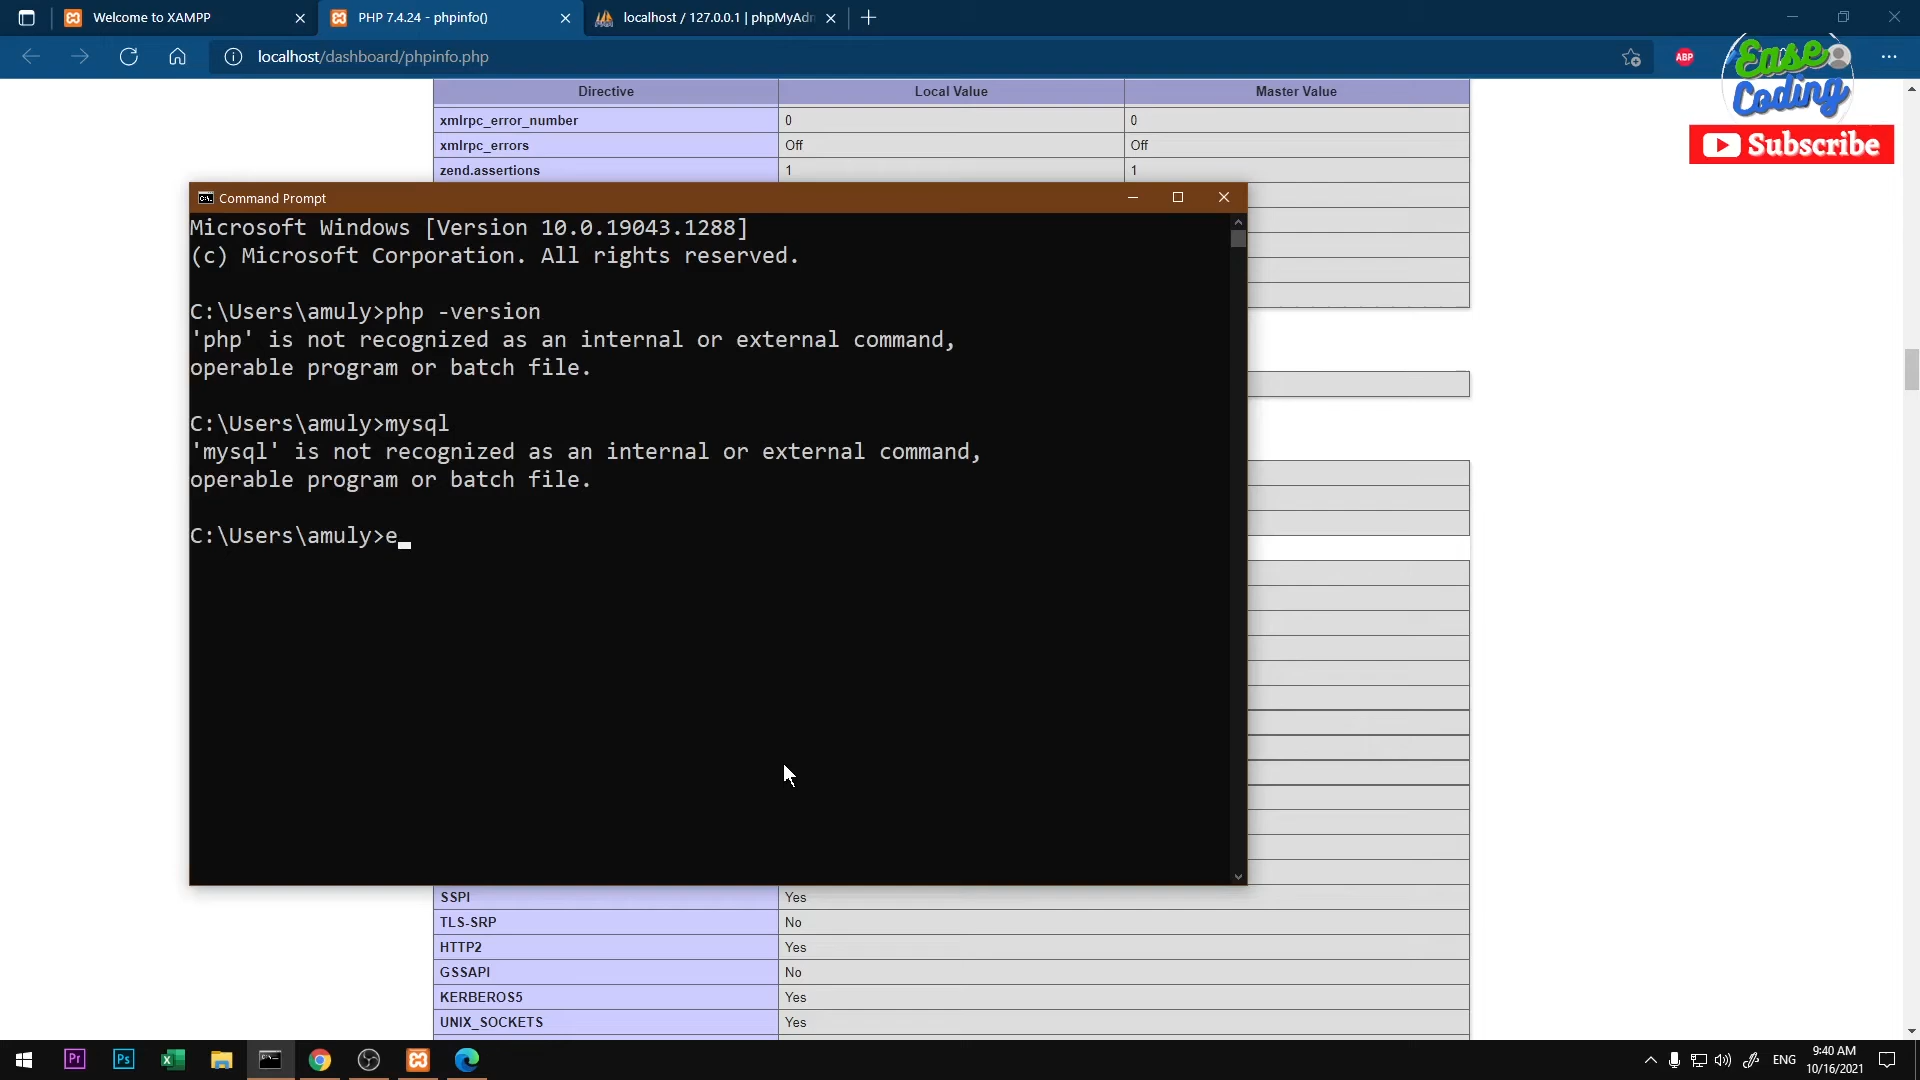 Welcome to XAMPP
PHP 7.4.24 - phpinfo()
localhost / 127.0.0.1 | phpMyAdm
localhost/dashboard/phpinfo.php
ABP
Ease
Coding
Subscribe
Directive Local Value Master Value
xmlrpc_error_number 0 0
xmlrpc_errors Off Off
zend.assertions 1 1
Command Prompt
Microsoft Windows [Version 10.0.19043.1288]
(c) Microsoft Corporation. All rights reserved.
C:\Users\amuly>php -version
'php' is not recognized as an internal or external command,
operable program or batch file.
C:\Users\amuly>mysql
'mysql' is not recognized as an internal or external command,
operable program or batch file.
C:\Users\amuly>e
SSPI Yes
TLS-SRP No
HTTP2 Yes
GSSAPI No
KERBEROS5 Yes
UNIX_SOCKETS Yes
Pr
Ps
ENG
9:40 AM
10/16/2021